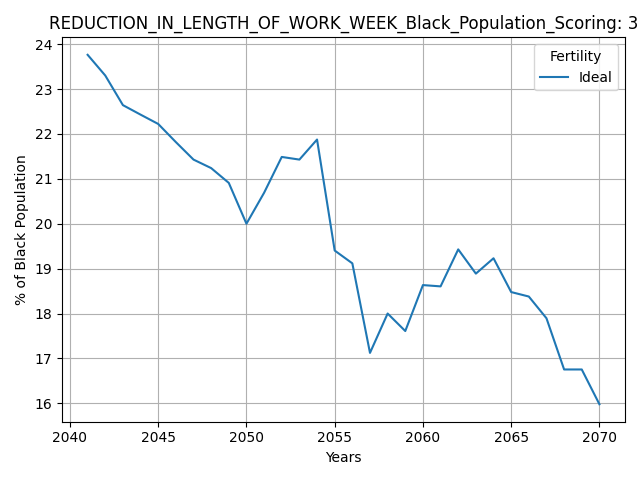 REDUCTION_IN_LENGTH_OF_WORK_WEEK_Black_Population_Scoring: 3
Fertility
Ideal
% of Black Population
24
23
22
21
20
19
18
17
16
2040 2045 2050 2055 2060 2065 2070
Years